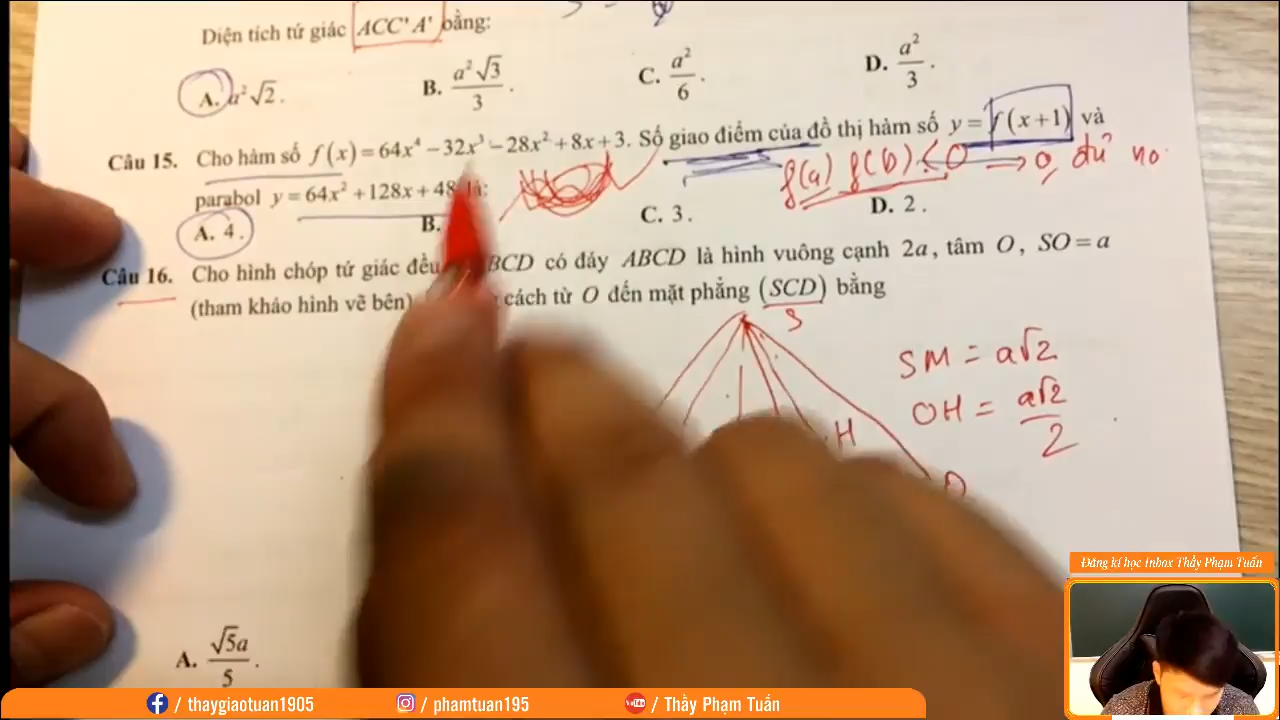 Diện tích tứ giác ACC'A' bằng:
A. a²√2. B. a²√3/3. C. a²/6. D. a²/3.
Câu 15. Cho hàm số f(x) = 64x⁴ − 32x³ − 28x² + 8x + 3. Số giao điểm của đồ thị hàm số y = f(x+1) và
f(a) f(b) < 0 → đủ no
parabol y = 64x² + 128x + 48 là:
A. 4. B. C. 3. D. 2.
Câu 16. Cho hình chóp tứ giác đều BCD có đáy ABCD là hình vuông cạnh 2a, tâm O, SO = a
(tham khảo hình vẽ bên) cách từ O đến mặt phẳng (SCD) bằng
S
SM = a√2
OH = a√2/2
H
D
A. √5a/5.
Đăng kí học Inbox Thầy Phạm Tuấn
/ thaygiaotuan1905 / phamtuan195 YouTube / Thầy Phạm Tuấn